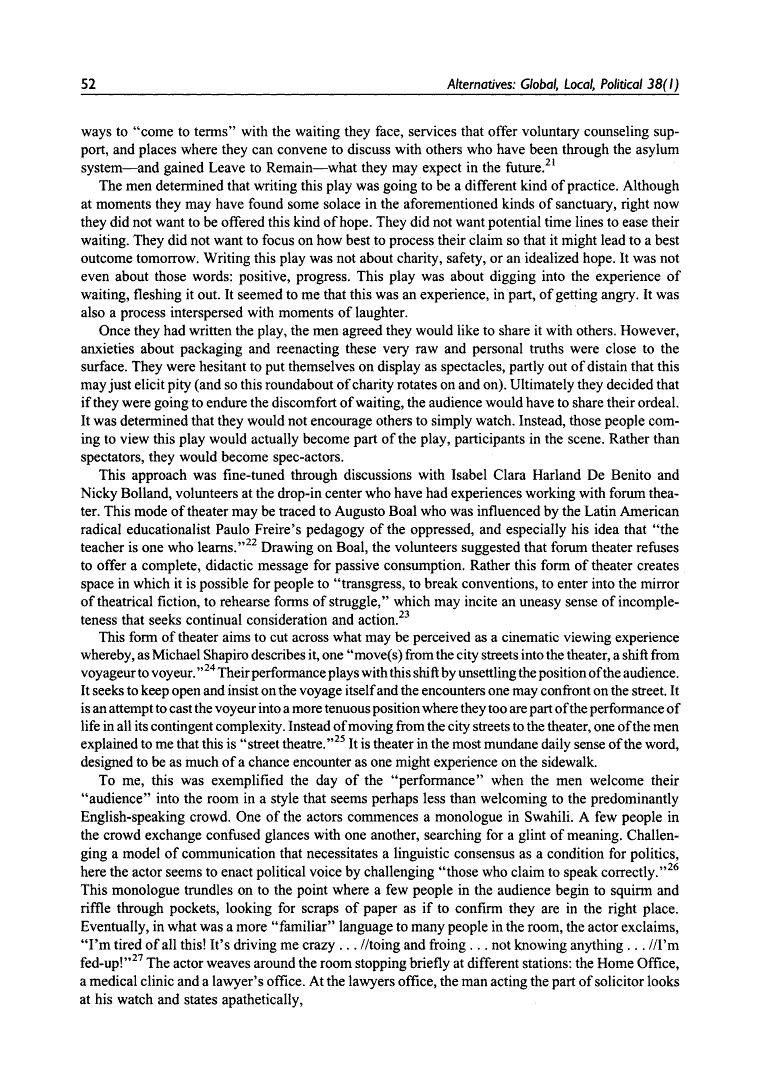 52 Alternatives: Global, Local, Political 38(1)
ways to “come to terms” with the waiting they face, services that offer voluntary counseling sup-
port, and places where they can convene to discuss with others who have been through the asylum
system—and gained Leave to Remain—what they may expect in the future.21
The men determined that writing this play was going to be a different kind of practice. Although
at moments they may have found some solace in the aforementioned kinds of sanctuary, right now
they did not want to be offered this kind of hope. They did not want potential time lines to ease their
waiting. They did not want to focus on how best to process their claim so that it might lead to a best
outcome tomorrow. Writing this play was not about charity, safety, or an idealized hope. It was not
even about those words: positive, progress. This play was about digging into the experience of
waiting, fleshing it out. It seemed to me that this was an experience, in part, of getting angry. It was
also a process interspersed with moments of laughter.
Once they had written the play, the men agreed they would like to share it with others. However,
anxieties about packaging and reenacting these very raw and personal truths were close to the
surface. They were hesitant to put themselves on display as spectacles, partly out of distain that this
may just elicit pity (and so this roundabout of charity rotates on and on). Ultimately they decided that
if they were going to endure the discomfort of waiting, the audience would have to share their ordeal.
It was determined that they would not encourage others to simply watch. Instead, those people com-
ing to view this play would actually become part of the play, participants in the scene. Rather than
spectators, they would become spec-actors.
This approach was fine-tuned through discussions with Isabel Clara Harland De Benito and
Nicky Bolland, volunteers at the drop-in center who have had experiences working with forum thea-
ter. This mode of theater may be traced to Augusto Boal who was influenced by the Latin American
radical educationalist Paulo Freire’s pedagogy of the oppressed, and especially his idea that “the
teacher is one who learns.”22 Drawing on Boal, the volunteers suggested that forum theater refuses
to offer a complete, didactic message for passive consumption. Rather this form of theater creates
space in which it is possible for people to “transgress, to break conventions, to enter into the mirror
of theatrical fiction, to rehearse forms of struggle,” which may incite an uneasy sense of incomple-
teness that seeks continual consideration and action.23
This form of theater aims to cut across what may be perceived as a cinematic viewing experience
whereby, as Michael Shapiro describes it, one “move(s) from the city streets into the theater, a shift from
voyageur to voyeur.”24 Their performance plays with this shift by unsettling the position of the audience.
It seeks to keep open and insist on the voyage itself and the encounters one may confront on the street. It
is an attempt to cast the voyeur into a more tenuous position where they too are part of the performance of
life in all its contingent complexity. Instead of moving from the city streets to the theater, one of the men
explained to me that this is “street theatre.”25 It is theater in the most mundane daily sense of the word,
designed to be as much of a chance encounter as one might experience on the sidewalk.
To me, this was exemplified the day of the “performance” when the men welcome their
“audience” into the room in a style that seems perhaps less than welcoming to the predominantly
English-speaking crowd. One of the actors commences a monologue in Swahili. A few people in
the crowd exchange confused glances with one another, searching for a glint of meaning. Challen-
ging a model of communication that necessitates a linguistic consensus as a condition for politics,
here the actor seems to enact political voice by challenging “those who claim to speak correctly.”26
This monologue trundles on to the point where a few people in the audience begin to squirm and
riffle through pockets, looking for scraps of paper as if to confirm they are in the right place.
Eventually, in what was a more “familiar” language to many people in the room, the actor exclaims,
“I’m tired of all this! It’s driving me crazy . . . //toing and froing . . . not knowing anything . . . //I’m
fed-up!”27 The actor weaves around the room stopping briefly at different stations: the Home Office,
a medical clinic and a lawyer’s office. At the lawyers office, the man acting the part of solicitor looks
at his watch and states apathetically,